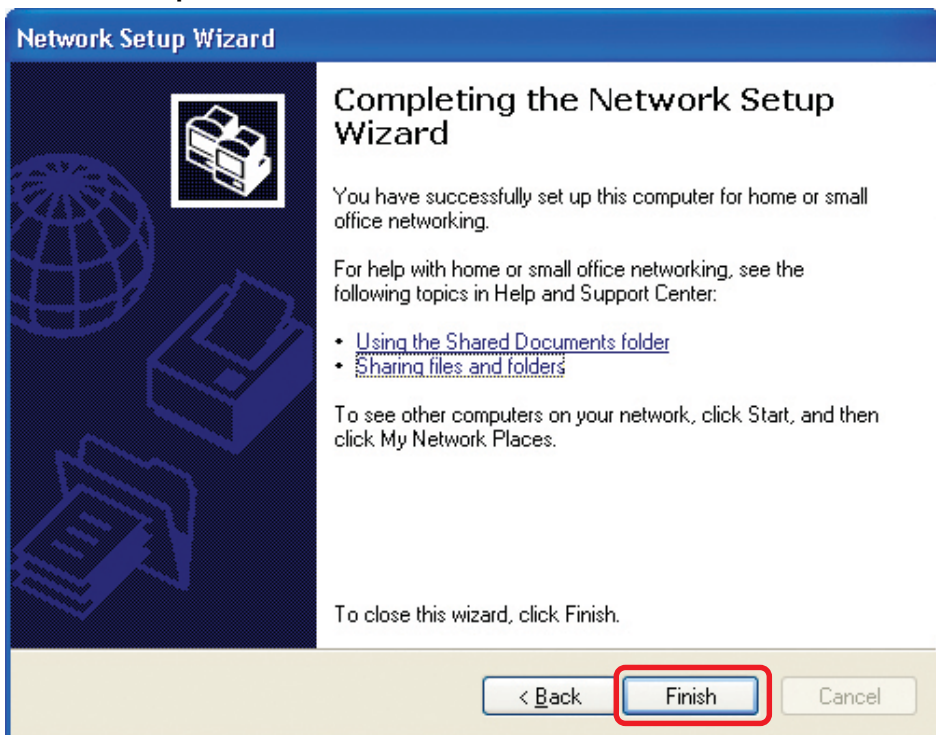 Network Setup Wizard
Completing the Network Setup
Wizard
You have successfully set up this computer for home or small
office networking.
For help with home or small office networking, see the
following topics in Help and Support Center:
• Using the Shared Documents folder
• Sharing files and folders
To see other computers on your network, click Start, and then
click My Network Places.
To close this wizard, click Finish.
< Back Finish Cancel